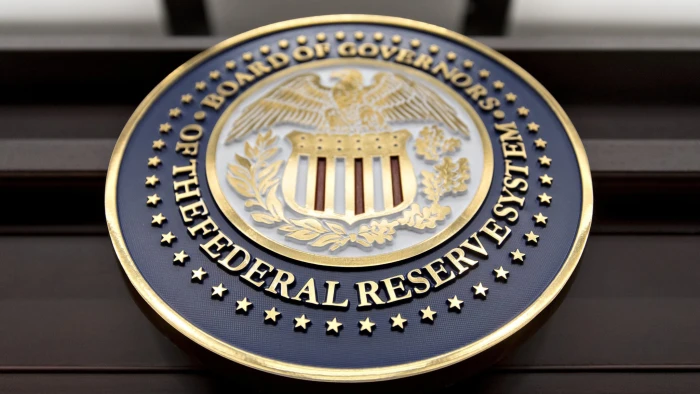 BOARD OF GOVERNORS
OF THE FEDERAL RESERVE SYSTEM